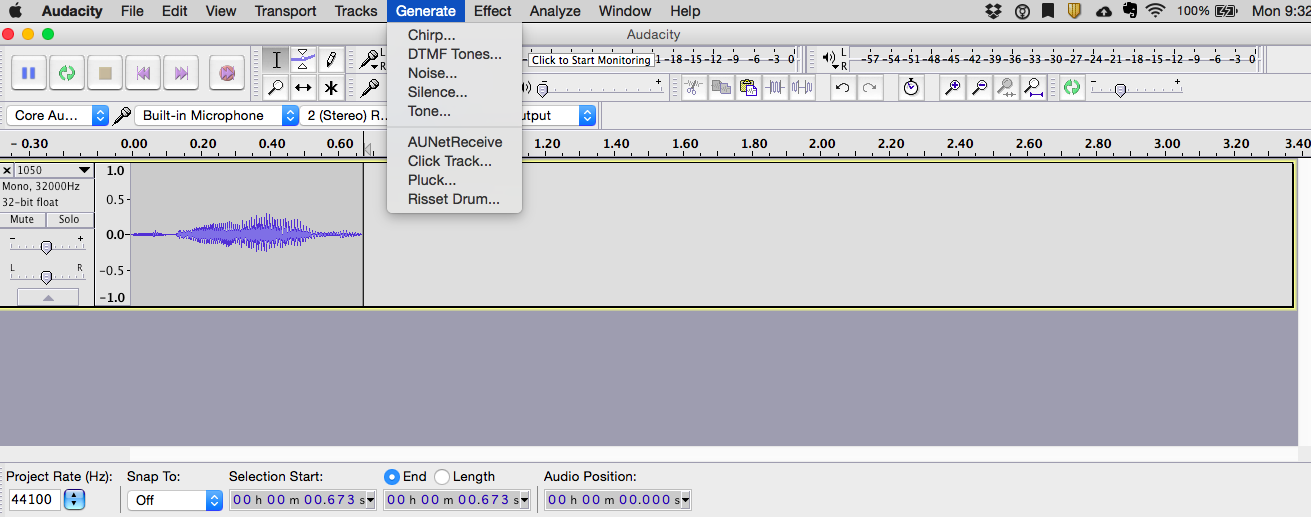 Audacity File Edit View Transport Tracks Generate Effect Analyze Window Help 100% Mon 9:32
Audacity
Chirp...
DTMF Tones...
Noise...
Silence...
Tone...
AUNetReceive
Click Track...
Pluck...
Risset Drum...
L
R
Click to Start Monitoring 1 -18 -15 -12 -9 -6 -3 0
L
R
-57 -54 -51 -48 -45 -42 -39 -36 -33 -30 -27 -24 -21 -18 -15 -12 -9 -6 -3 0
- +
- +
Core Au... Built-in Microphone 2 (Stereo) R... utput
- 0.30 0.00 0.20 0.40 0.60 1.20 1.40 1.60 1.80 2.00 2.20 2.40 2.60 2.80 3.00 3.20 3.40
1050
Mono, 32000Hz
32-bit float
Mute Solo
- +
L R
1.0
0.5-
0.0-
-0.5-
-1.0
Project Rate (Hz): Snap To: Selection Start: End Length Audio Position:
44100 Off 00 h 00 m 00.673 s 00 h 00 m 00.673 s 00 h 00 m 00.000 s